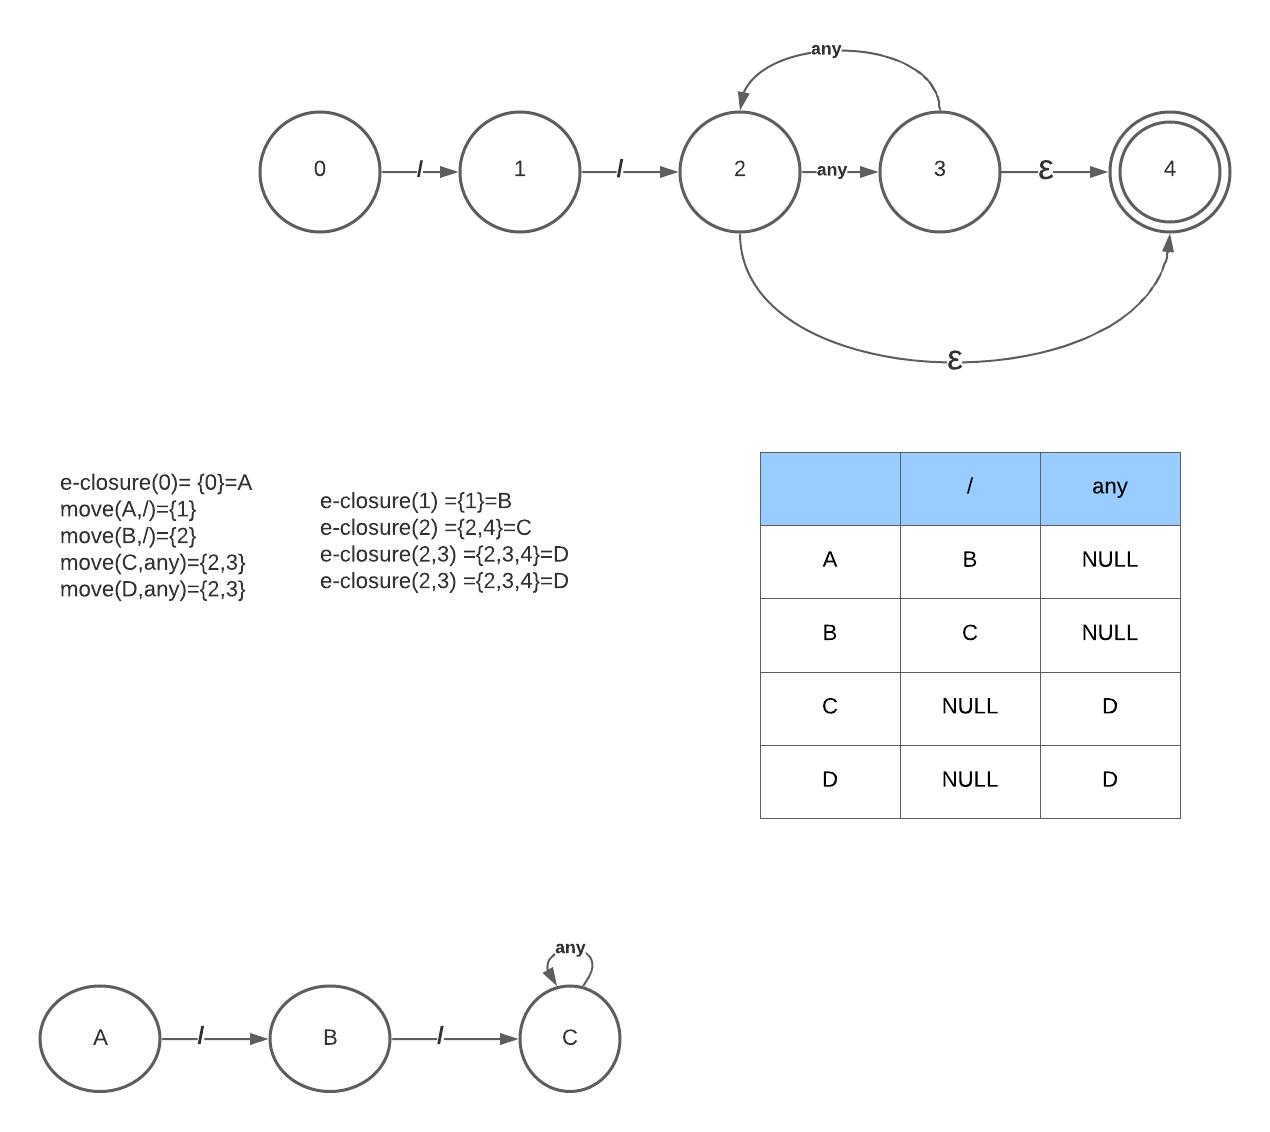 any
0
/
1
/
2
any
3
ε
4
ε
e-closure(0)= {0}=A
move(A,/)={1}
move(B,/)={2}
move(C,any)={2,3}
move(D,any)={2,3}
e-closure(1) ={1}=B
e-closure(2) ={2,4}=C
e-closure(2,3) ={2,3,4}=D
e-closure(2,3) ={2,3,4}=D
/ any
A B NULL
B C NULL
C NULL D
D NULL D
any
A
/
B
/
C